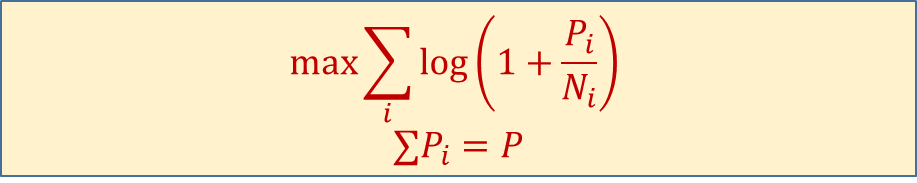 max ∑_i log(1 + P_i/N_i)
∑P_i = P